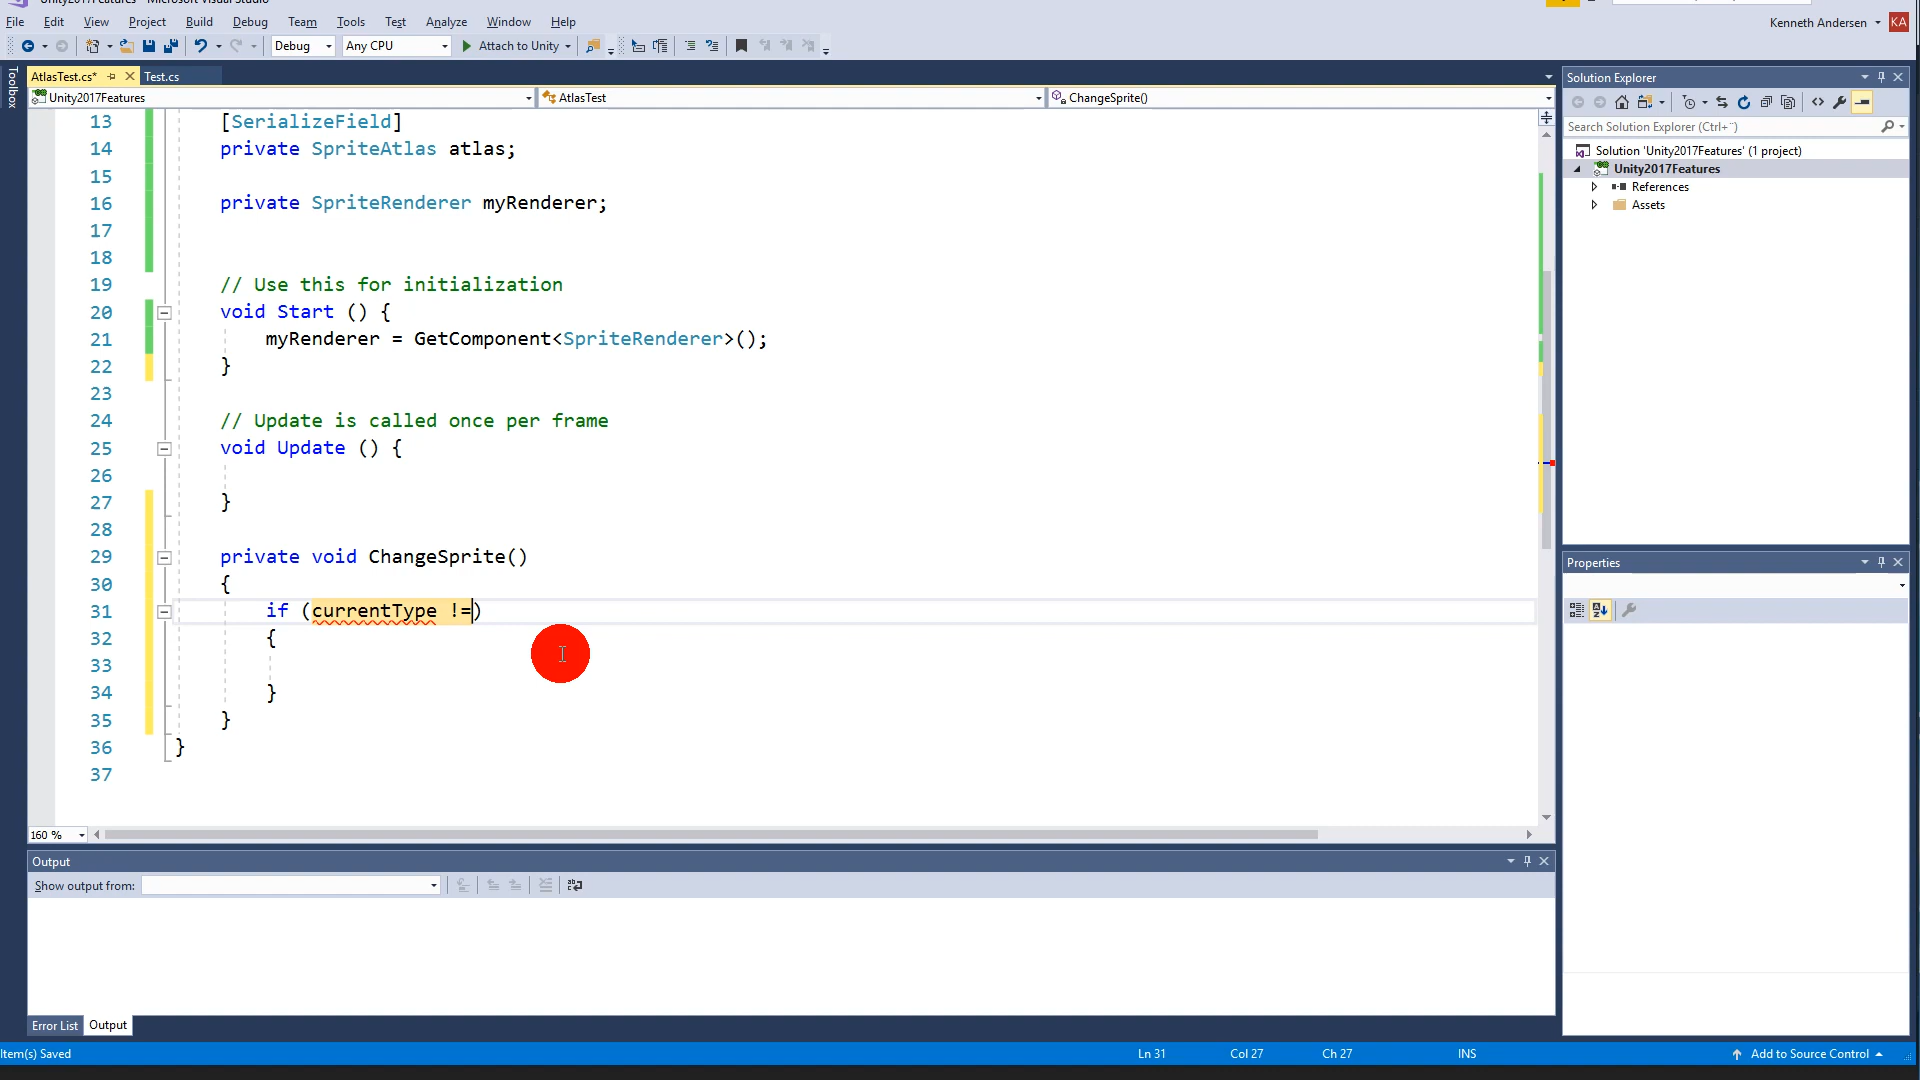 Unity2017Features - Microsoft Visual Studio
File Edit View Project Build Debug Team Tools Test Analyze Window Help
Kenneth Andersen KA
Debug Any CPU Attach to Unity
Toolbox
AtlasTest.cs* Test.cs
Unity2017Features AtlasTest ChangeSprite()
13 [SerializeField]
14 private SpriteAtlas atlas;
15
16 private SpriteRenderer myRenderer;
17
18
19 // Use this for initialization
20 void Start () {
21 myRenderer = GetComponent<SpriteRenderer>();
22 }
23
24 // Update is called once per frame
25 void Update () {
26
27 }
28
29 private void ChangeSprite()
30 {
31 if (currentType !=)
32 {
33
34 }
35 }
36 }
37
160 %
Output
Show output from:
Error List Output
Solution Explorer
Search Solution Explorer (Ctrl+¨)
Solution 'Unity2017Features' (1 project)
Unity2017Features
References
Assets
Properties
Item(s) Saved Ln 31 Col 27 Ch 27 INS Add to Source Control